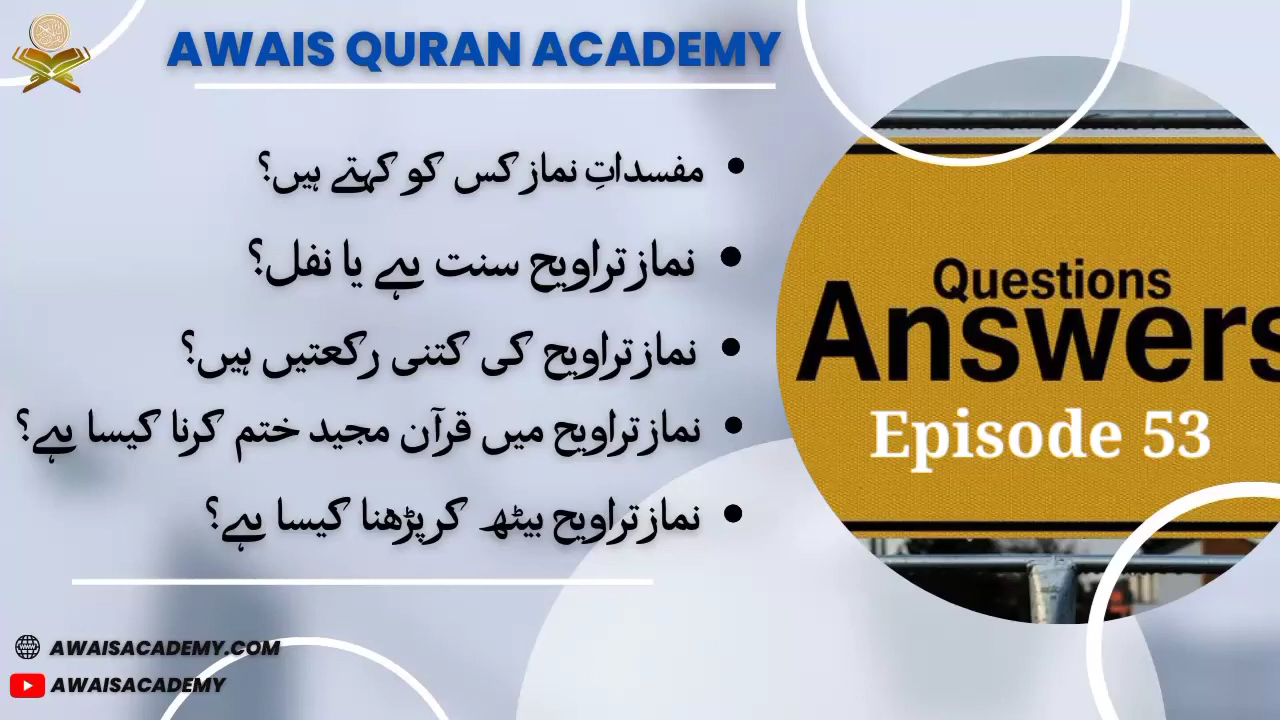 AWAIS QURAN ACADEMY
مفسداتِ نماز کس کو کہتے ہیں؟
نماز تراویح سنت ہے یا نفل؟
نماز تراویح کی کتنی رکعتیں ہیں؟
نماز تراویح میں قرآن مجید ختم کرنا کیسا ہے؟
نماز تراویح بیٹھ کر پڑھنا کیسا ہے؟
Questions
Answers
Episode 53
AWAISACADEMY.COM
AWAISACADEMY